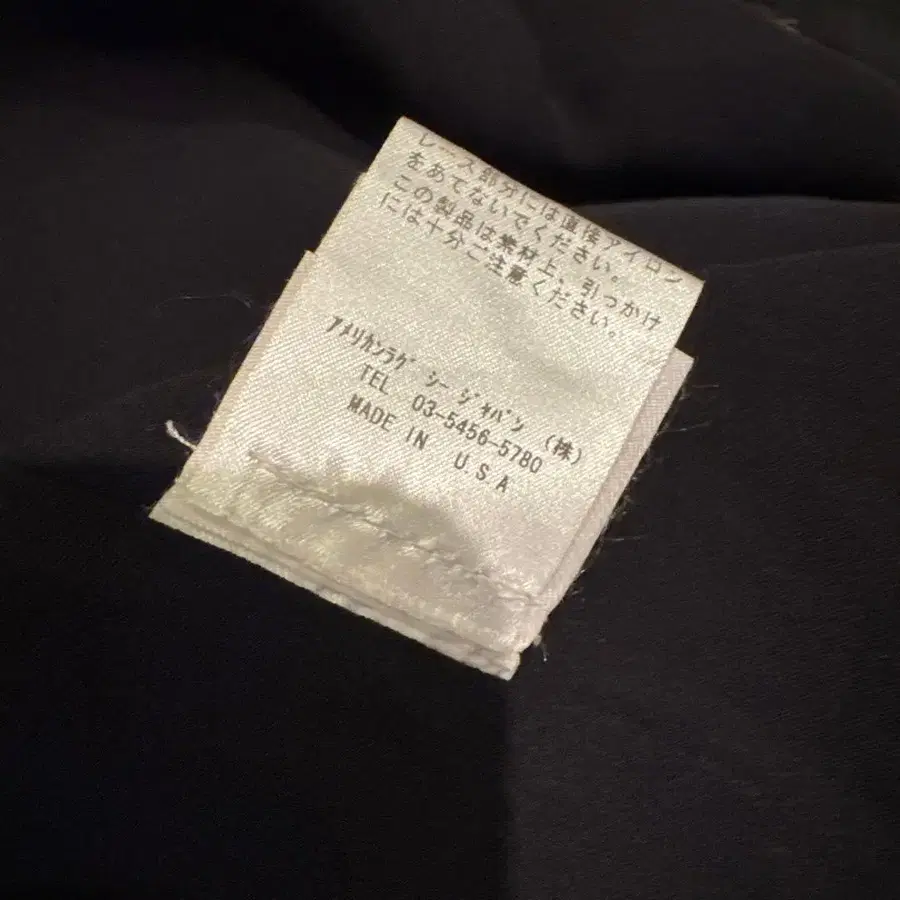 レース部分には直接アイロン
をあてないでください。
この製品は素材上、引っかけ
には十分ご注意ください。
ｱﾒﾘｶﾝﾗｸﾞ ｼｰ ｼﾞｬﾊﾟﾝ (株)
TEL 03-5456-5780
MADE IN U.S.A